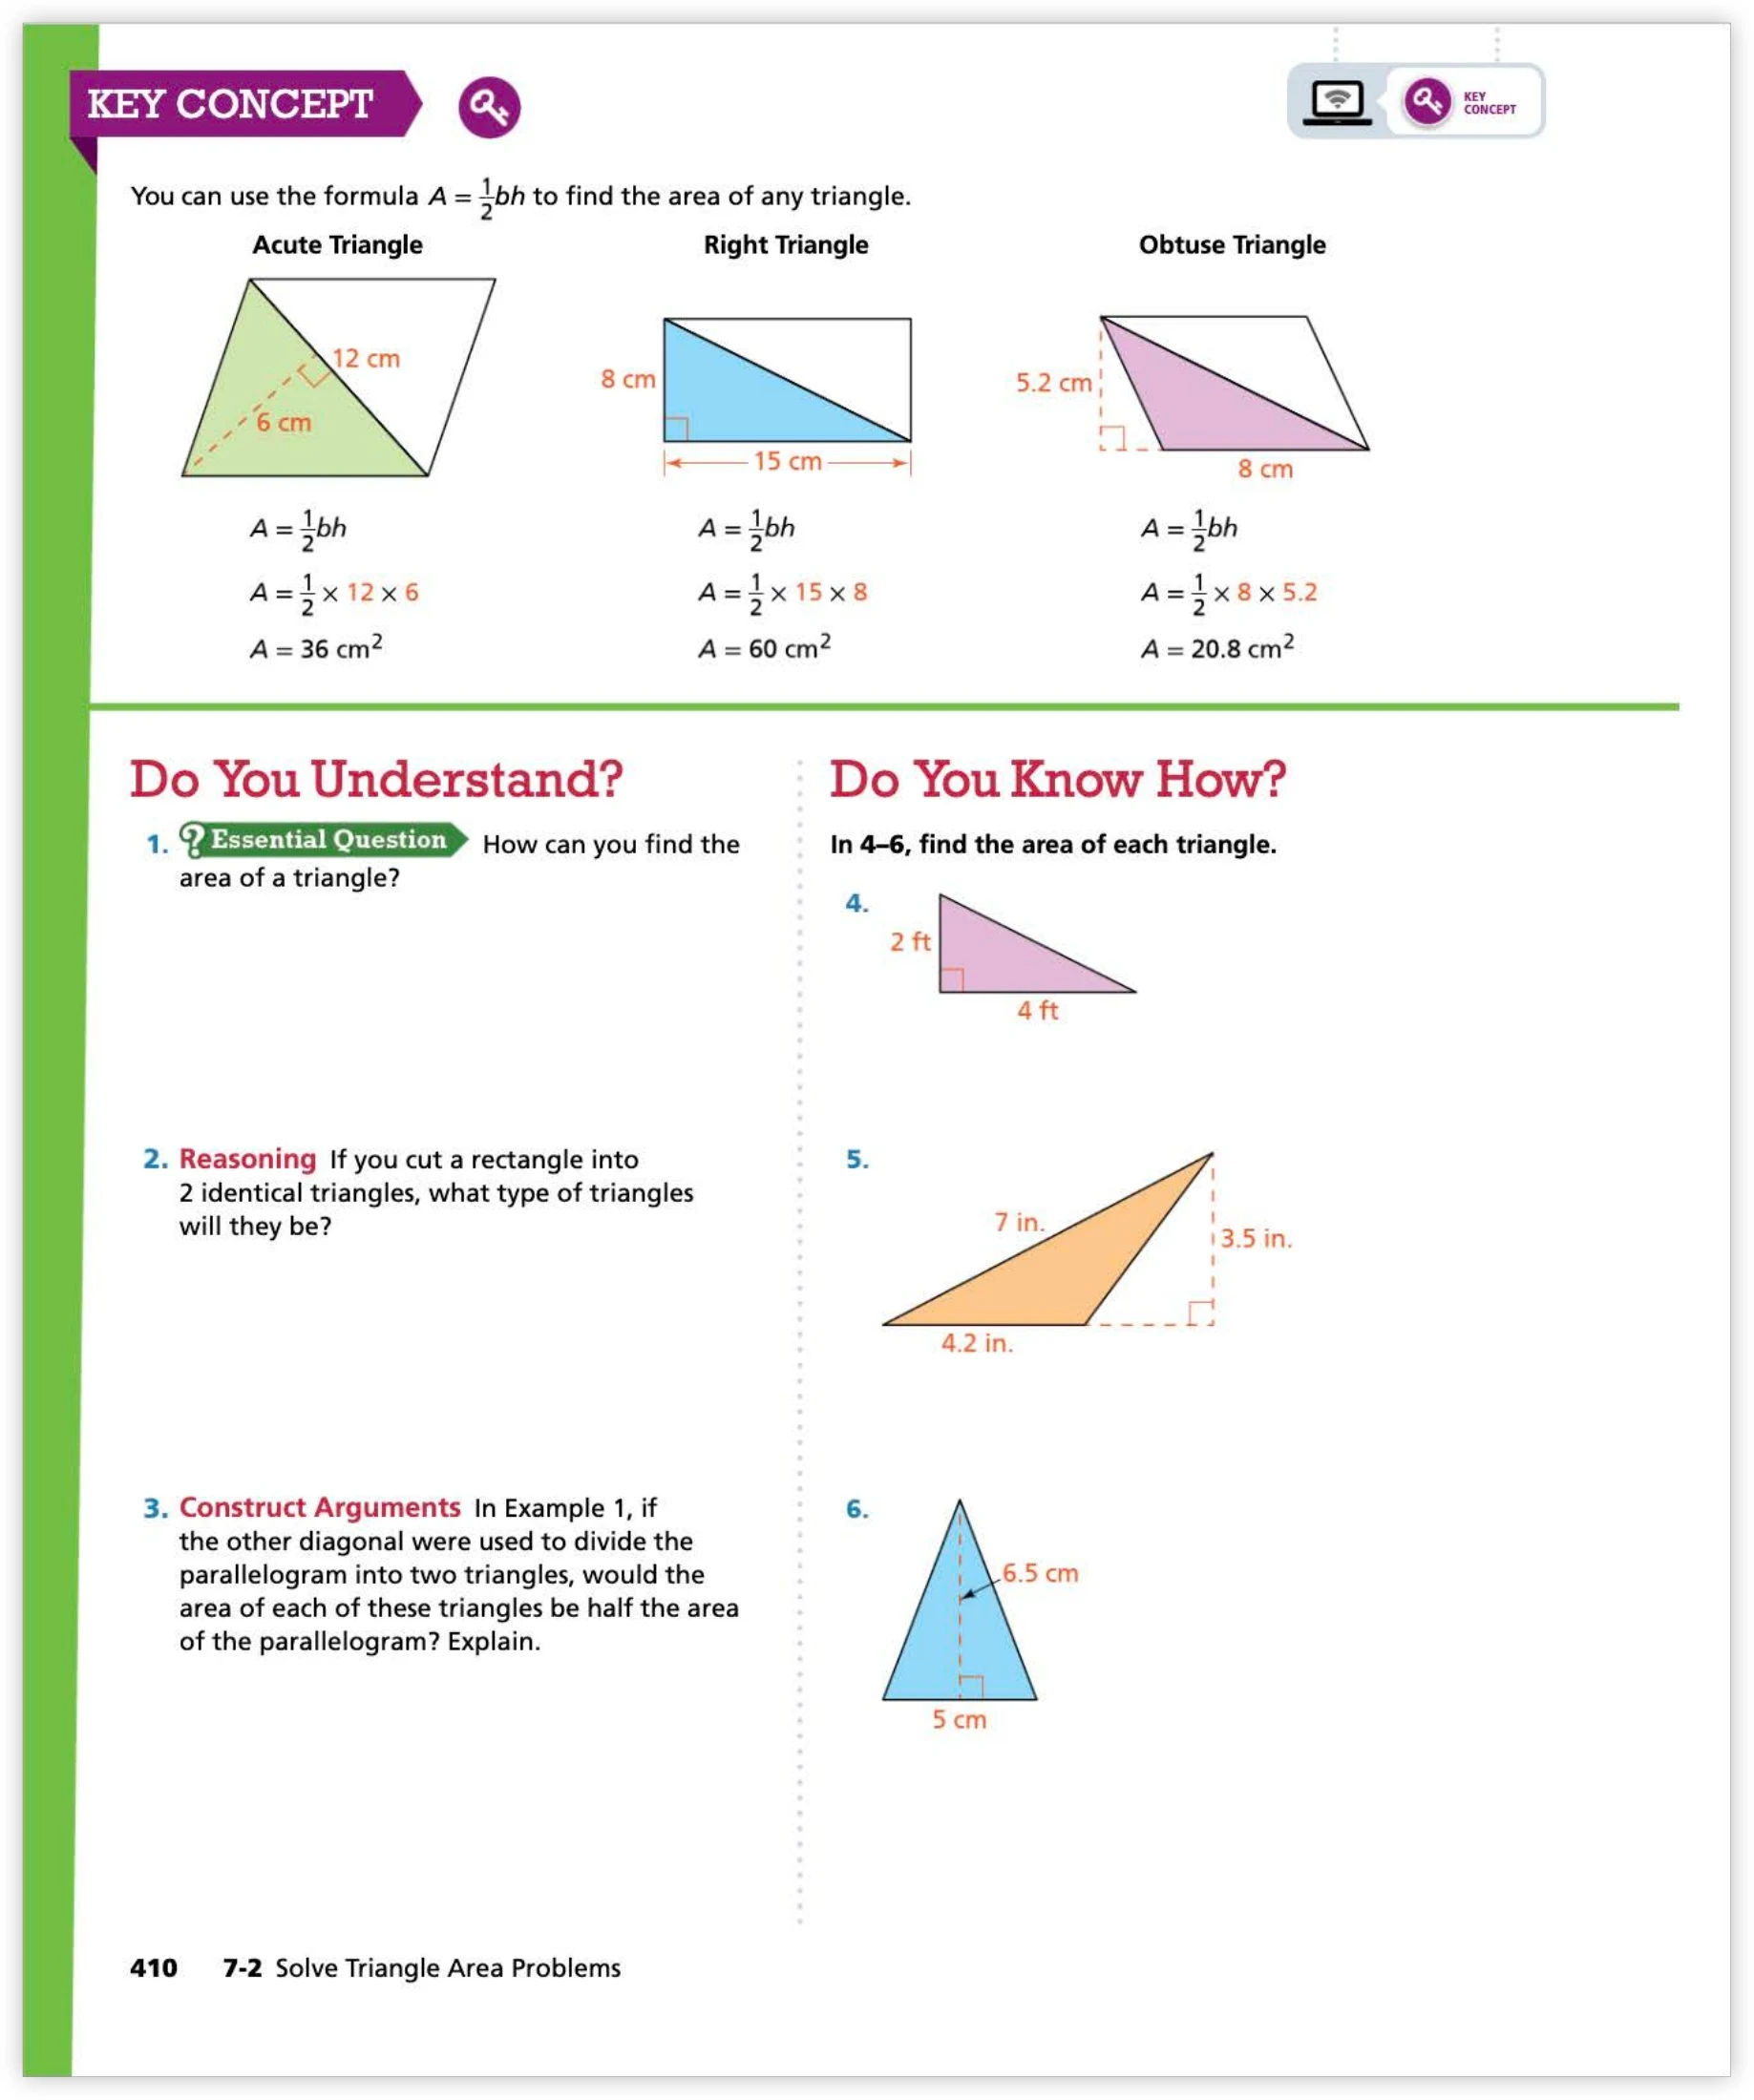 KEY CONCEPT
KEY
CONCEPT
You can use the formula A = 1/2 bh to find the area of any triangle.
Acute Triangle
Right Triangle
Obtuse Triangle
12 cm
6 cm
8 cm
15 cm
5.2 cm
8 cm
A = 1/2 bh
A = 1/2 × 12 × 6
A = 36 cm²
A = 1/2 bh
A = 1/2 × 15 × 8
A = 60 cm²
A = 1/2 bh
A = 1/2 × 8 × 5.2
A = 20.8 cm²
Do You Understand?
1. ? Essential Question How can you find the
area of a triangle?
2. Reasoning If you cut a rectangle into
2 identical triangles, what type of triangles
will they be?
3. Construct Arguments In Example 1, if
the other diagonal were used to divide the
parallelogram into two triangles, would the
area of each of these triangles be half the area
of the parallelogram? Explain.
Do You Know How?
In 4–6, find the area of each triangle.
4.
2 ft
4 ft
5.
7 in.
3.5 in.
4.2 in.
6.
6.5 cm
5 cm
410 7-2 Solve Triangle Area Problems